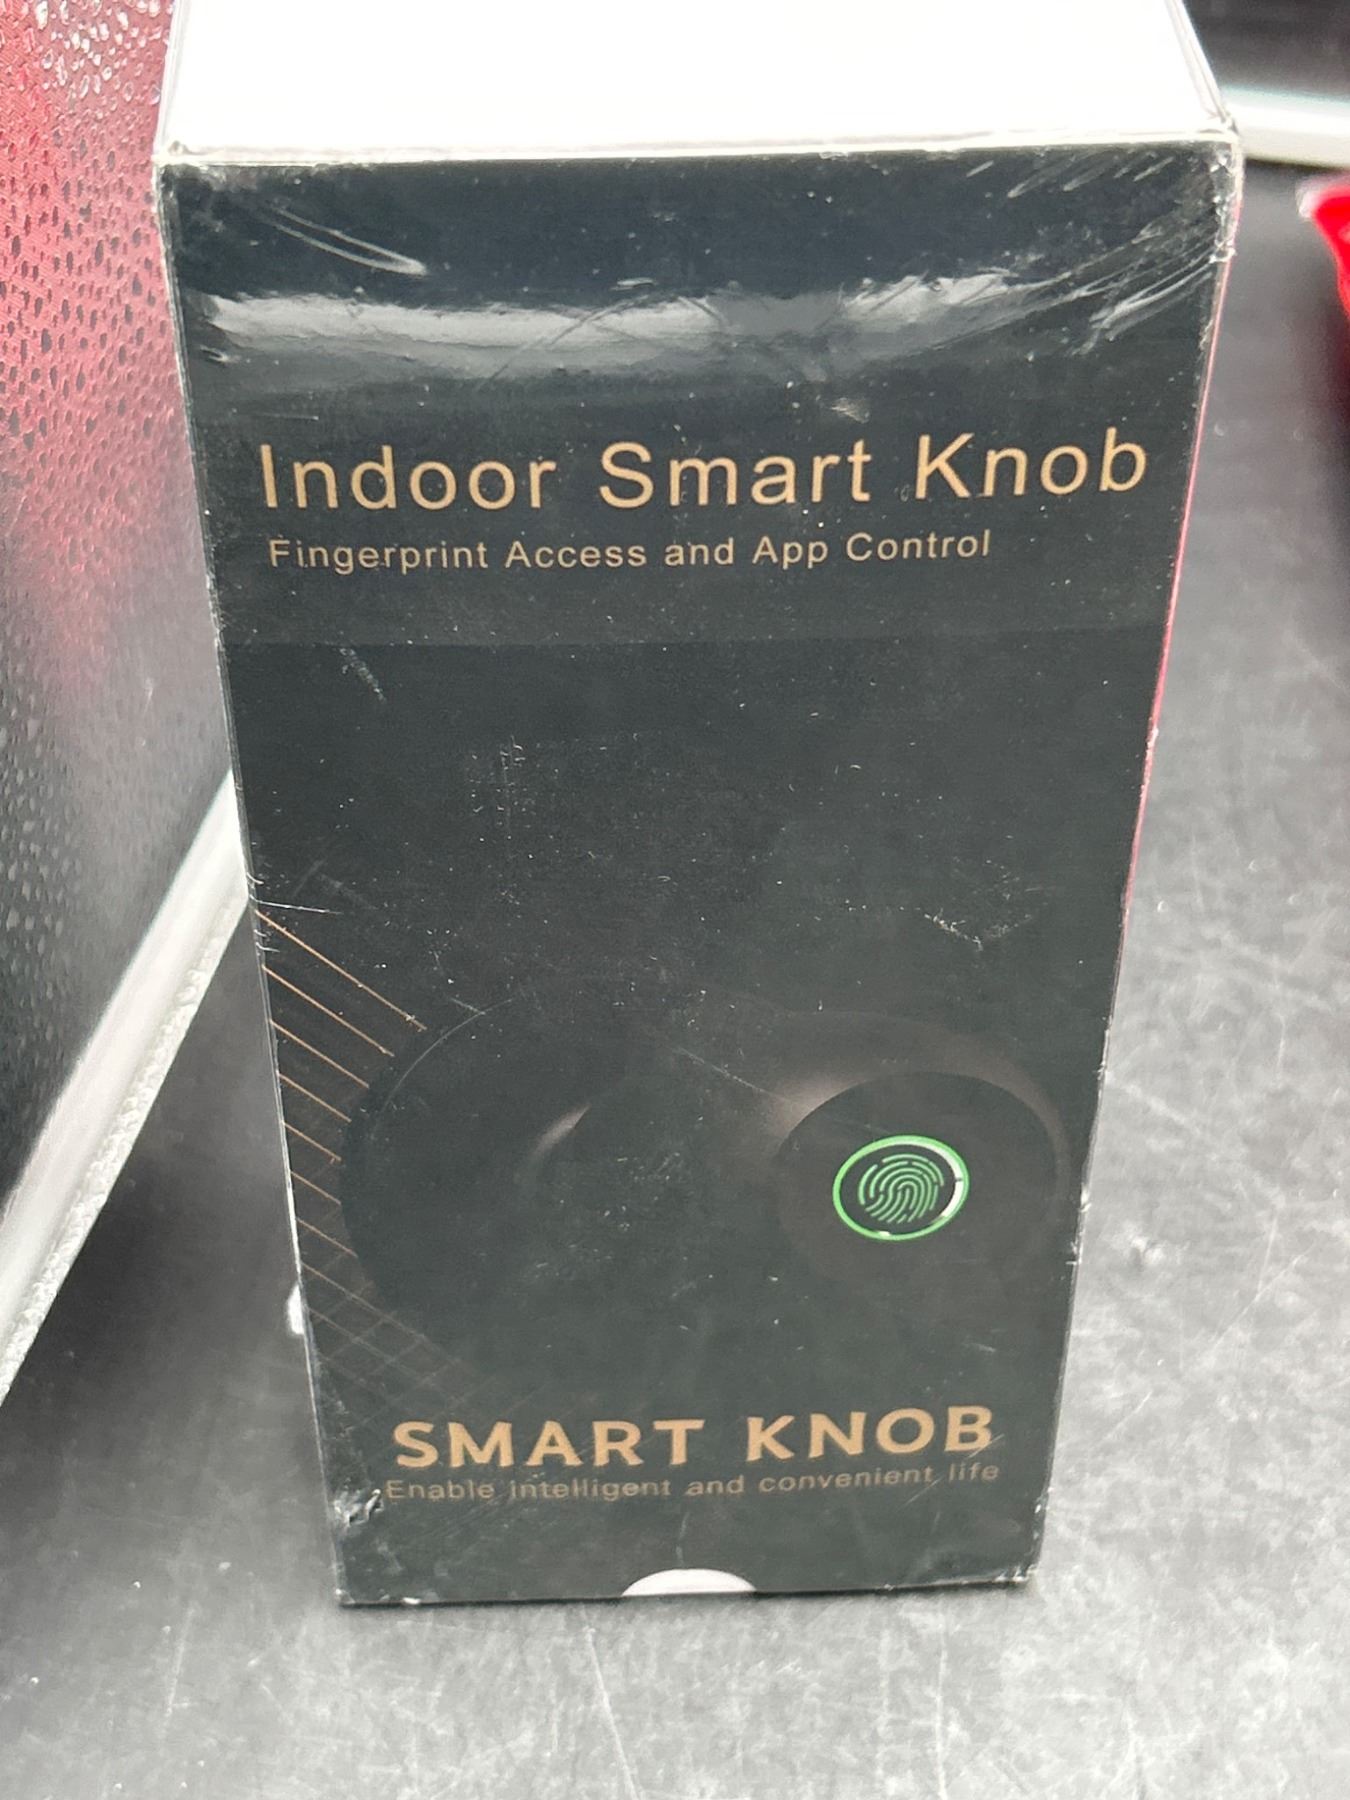 Indoor Smart Knob
Fingerprint Access and App Control
SMART KNOB
Enable intelligent and convenient life